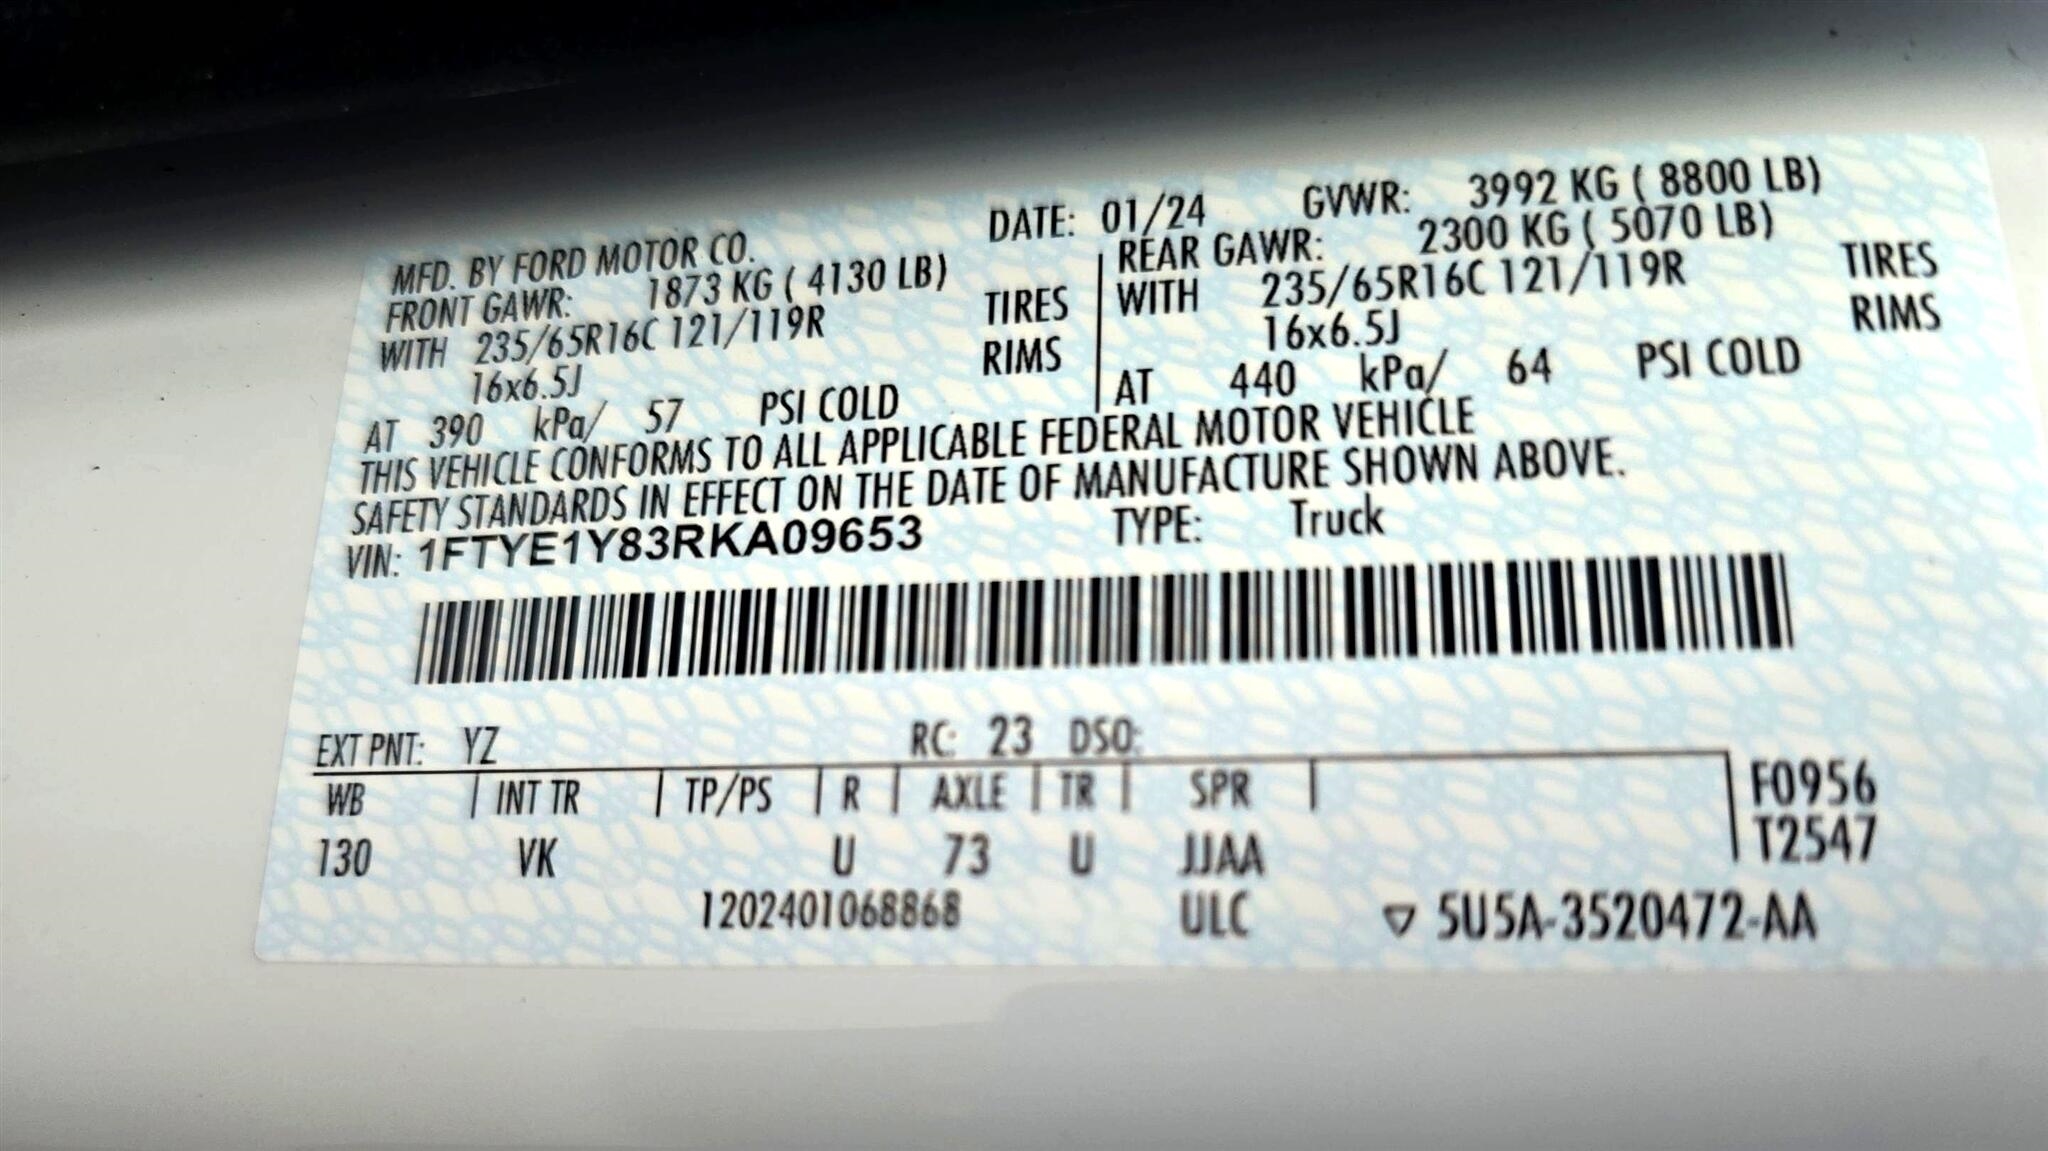 MFD. BY FORD MOTOR CO. DATE: 01/24 GVWR: 3992 KG ( 8800 LB)
FRONT GAWR: 1873 KG ( 4130 LB) REAR GAWR: 2300 KG ( 5070 LB)
WITH 235/65R16C 121/119R TIRES WITH 235/65R16C 121/119R TIRES
16x6.5J RIMS 16x6.5J RIMS
AT 390 kPa/ 57 PSI COLD AT 440 kPa/ 64 PSI COLD
THIS VEHICLE CONFORMS TO ALL APPLICABLE FEDERAL MOTOR VEHICLE
SAFETY STANDARDS IN EFFECT ON THE DATE OF MANUFACTURE SHOWN ABOVE.
VIN: 1FTYE1Y83RKA09653 TYPE: Truck
EXT PNT: YZ RC: 23 DSO:
WB INT TR TP/PS R AXLE TR SPR F0956
130 VK U 73 U JJAA T2547
1202401068868 ULC ▽ 5U5A-3520472-AA